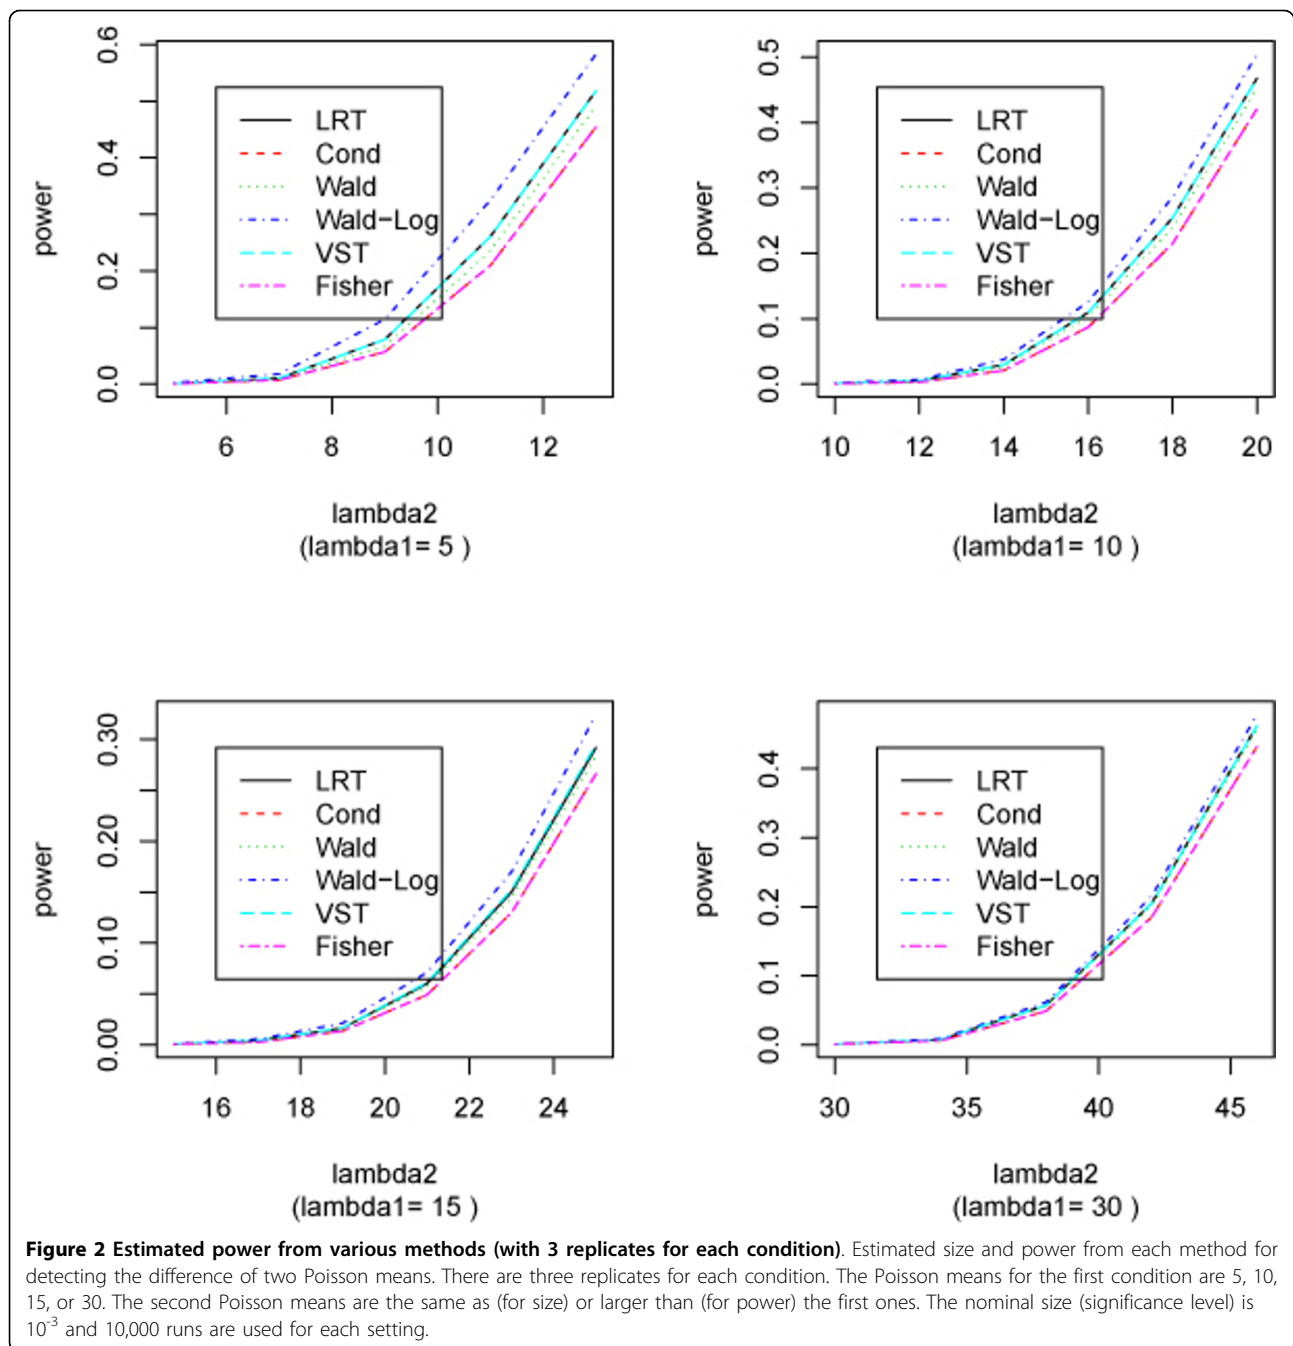 0.6
0.4
0.2
0.0
power
LRT
Cond
Wald
Wald-Log
VST
Fisher
6 8 10 12
lambda2
(lambda1= 5 )
0.5
0.4
0.3
0.2
0.1
0.0
power
LRT
Cond
Wald
Wald-Log
VST
Fisher
10 12 14 16 18 20
lambda2
(lambda1= 10 )
0.30
0.20
0.10
0.00
power
LRT
Cond
Wald
Wald-Log
VST
Fisher
16 18 20 22 24
lambda2
(lambda1= 15 )
0.4
0.3
0.2
0.1
0.0
power
LRT
Cond
Wald
Wald-Log
VST
Fisher
30 35 40 45
lambda2
(lambda1= 30 )
Figure 2 Estimated power from various methods (with 3 replicates for each condition). Estimated size and power from each method for
detecting the difference of two Poisson means. There are three replicates for each condition. The Poisson means for the first condition are 5, 10,
15, or 30. The second Poisson means are the same as (for size) or larger than (for power) the first ones. The nominal size (significance level) is
10-3 and 10,000 runs are used for each setting.